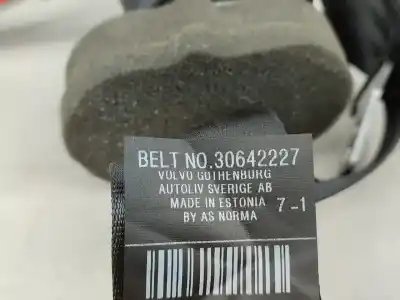 BELT NO.30642227
VOLVO GOTHENBURG
AUTOLIV SVERIGE AB
MADE IN ESTONIA 7-1
BY AS NORMA